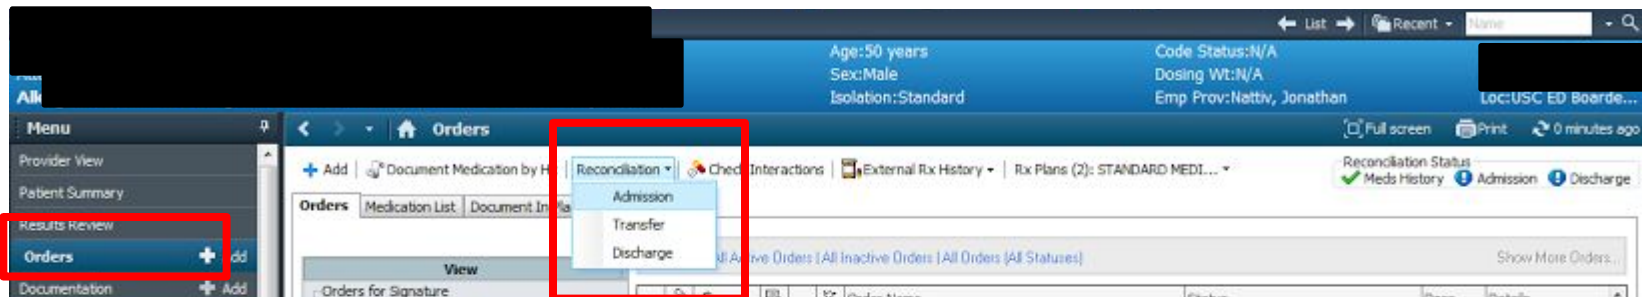 List Recent Name
Age:50 years Code Status:N/A
Sex:Male Dosing Wt:N/A
Isolation:Standard Emp Prov:Nattiv, Jonathan Loc:USC ED Boarde...
Menu Orders Full screen Print 0 minutes ago
Provider View
Patient Summary
Results Review
Orders Add
Documentation Add
Add Document Medication by H Reconciliation Check Interactions External Rx History Rx Plans (2): STANDARD MEDI...
Reconciliation Status
Meds History Admission Discharge
Orders Medication List Document In Pla
Admission
Transfer
Discharge
All Active Orders | All Inactive Orders | All Orders (All Statuses) Show More Orders...
View
Orders for Signature
Order Name Status Dose Details